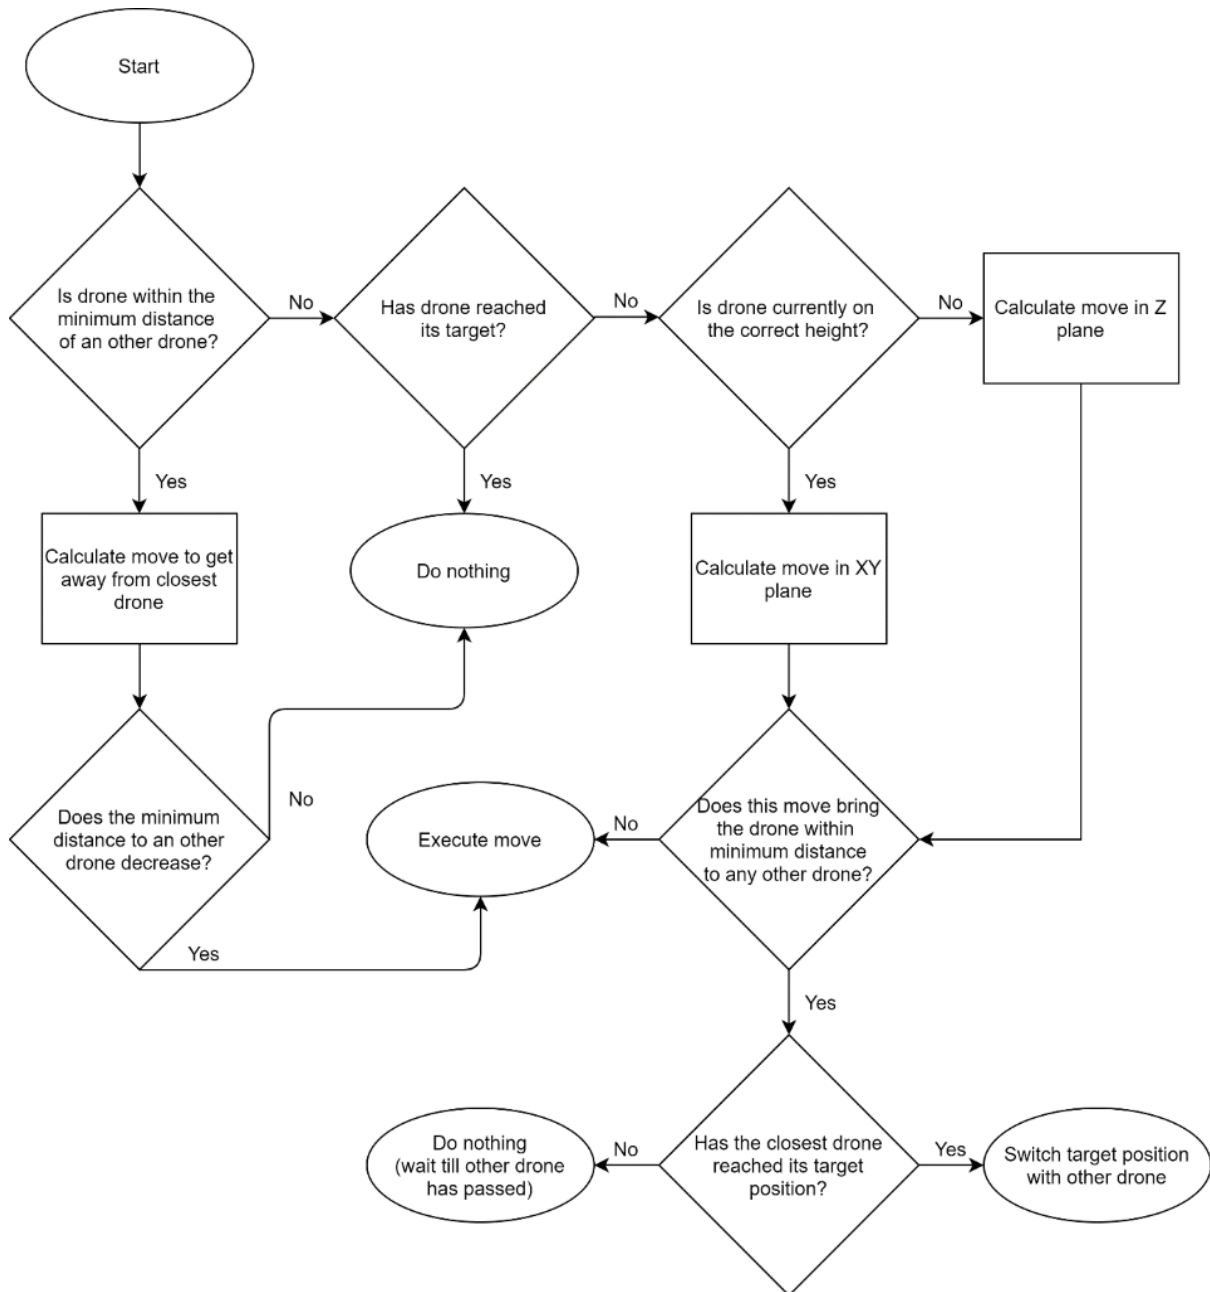 Start
Is drone within the
minimum distance
of an other drone?
No
Has drone reached
its target?
No
Is drone currently on
the correct height?
No
Calculate move in Z
plane
Yes
Yes
Yes
Calculate move to get
away from closest
drone
Do nothing
Calculate move in XY
plane
Does the minimum
distance to an other
drone decrease?
No
Yes
Execute move
No
Does this move bring
the drone within
minimum distance
to any other drone?
Yes
Do nothing
(wait till other drone
has passed)
No
Has the closest drone
reached its target
position?
Yes
Switch target position
with other drone